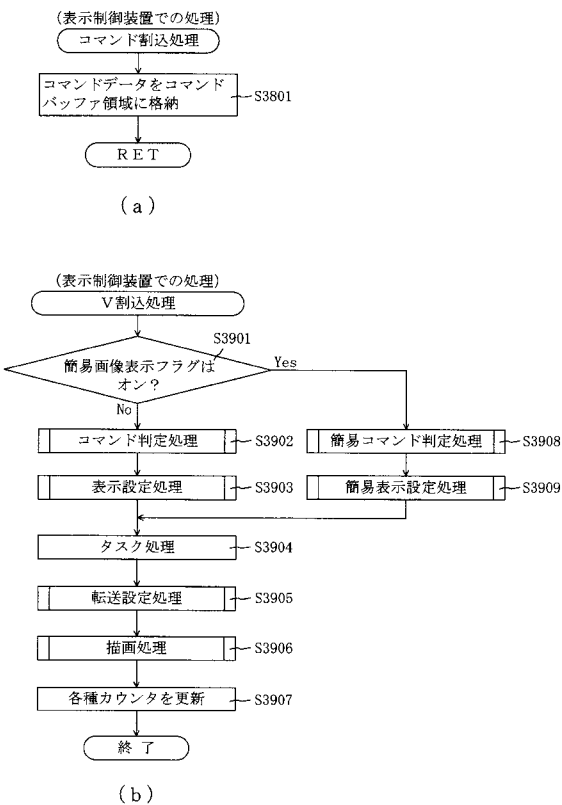 (表示制御装置での処理)
コマンド割込処理
コマンドデータをコマンド
バッファ領域に格納
S3801
RET
(a)
(表示制御装置での処理)
V割込処理
S3901
簡易画像表示フラグは
オン？
Yes
No
コマンド判定処理
S3902
簡易コマンド判定処理
S3908
表示設定処理
S3903
簡易表示設定処理
S3909
タスク処理
S3904
転送設定処理
S3905
描画処理
S3906
各種カウンタを更新
S3907
終了
(b)